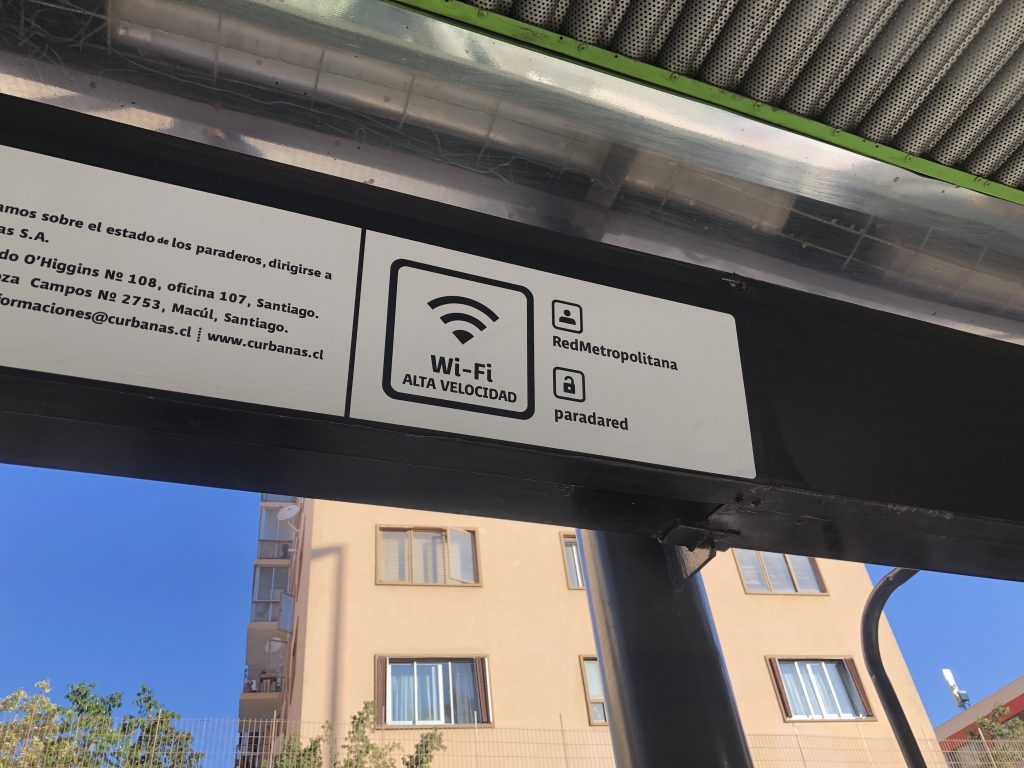 amos sobre el estado de los paraderos, dirigirse a
as S.A.
do O'Higgins Nº 108, oficina 107, Santiago.
oza Campos Nº 2753, Macúl, Santiago.
formaciones@curbanas.cl ⁞ www.curbanas.cl
Wi-Fi
ALTA VELOCIDAD
RedMetropolitana
paradared